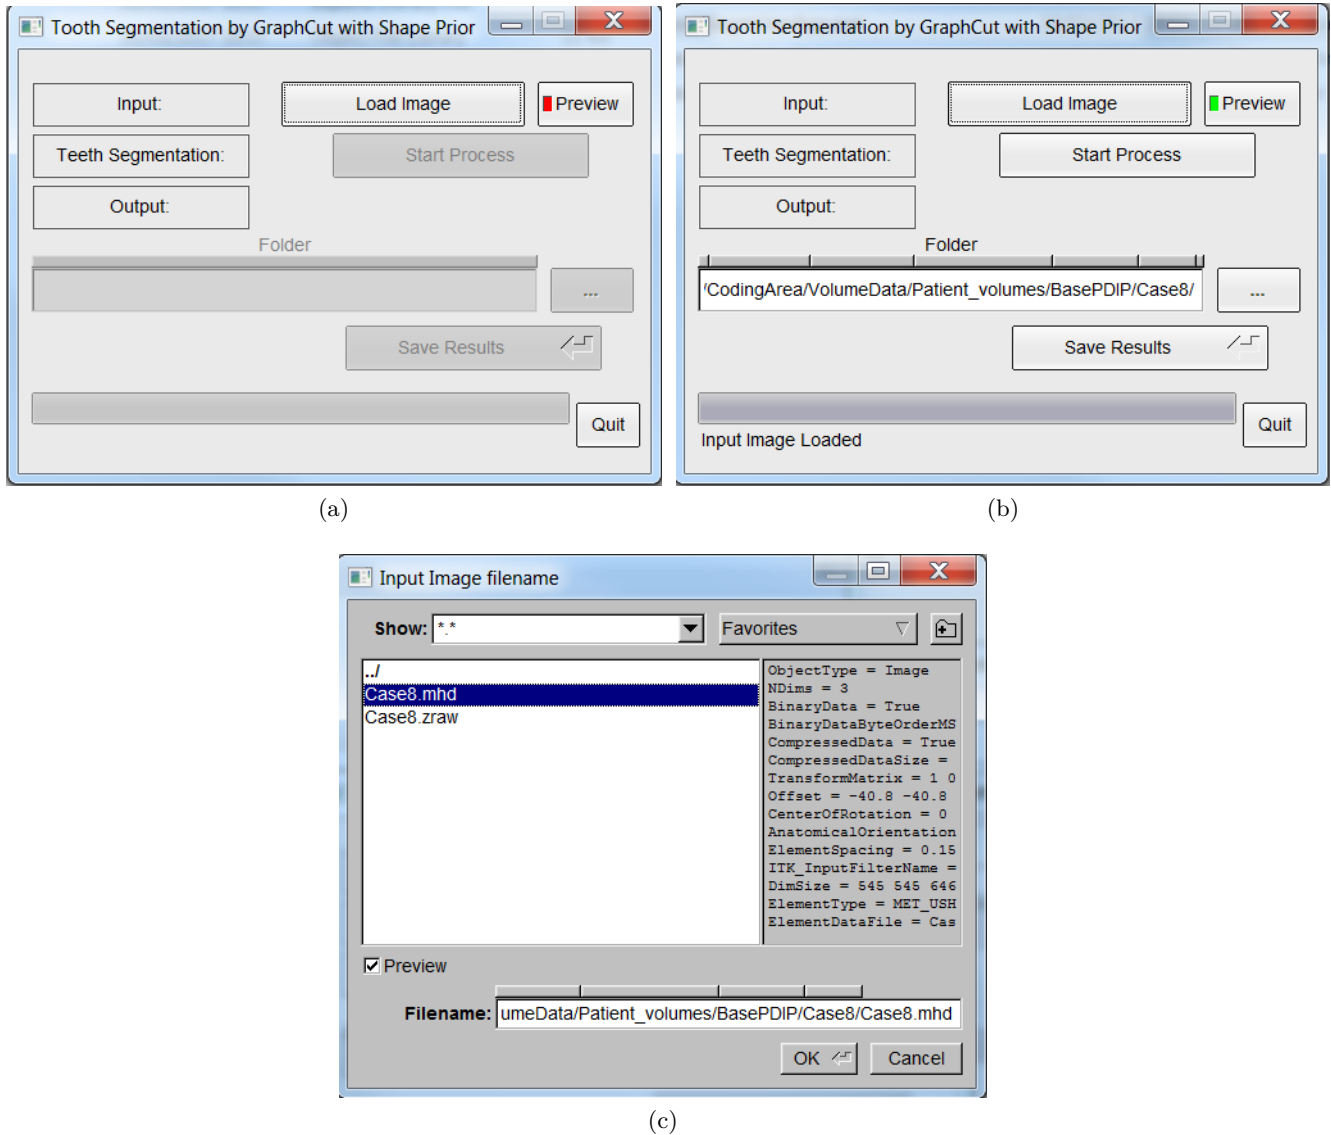 Tooth Segmentation by GraphCut with Shape Prior
Input:
Load Image
Preview
Teeth Segmentation:
Start Process
Output:
Folder
...
Save Results
Quit
(a)
Tooth Segmentation by GraphCut with Shape Prior
Input:
Load Image
Preview
Teeth Segmentation:
Start Process
Output:
Folder
/CodingArea/VolumeData/Patient_volumes/BasePDIP/Case8/
...
Save Results
Quit
Input Image Loaded
(b)
Input Image filename
Show: *.*
Favorites
../
Case8.mhd
Case8.zraw
ObjectType = Image
NDims = 3
BinaryData = True
BinaryDataByteOrderMS
CompressedData = True
CompressedDataSize =
TransformMatrix = 1 0
Offset = -40.8 -40.8
CenterOfRotation = 0
AnatomicalOrientation
ElementSpacing = 0.15
ITK_InputFilterName =
DimSize = 545 545 646
ElementType = MET_USH
ElementDataFile = Cas
Preview
Filename: umeData/Patient_volumes/BasePDIP/Case8/Case8.mhd
OK
Cancel
(c)